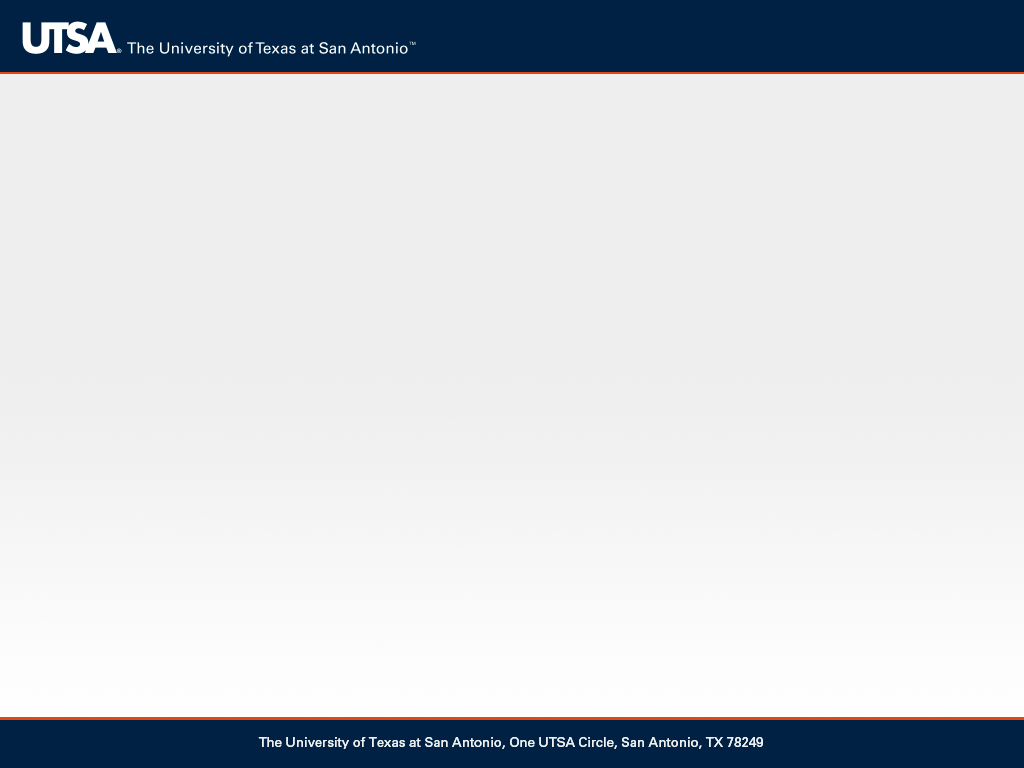 UTSA® The University of Texas at San Antonio™
The University of Texas at San Antonio, One UTSA Circle, San Antonio, TX 78249